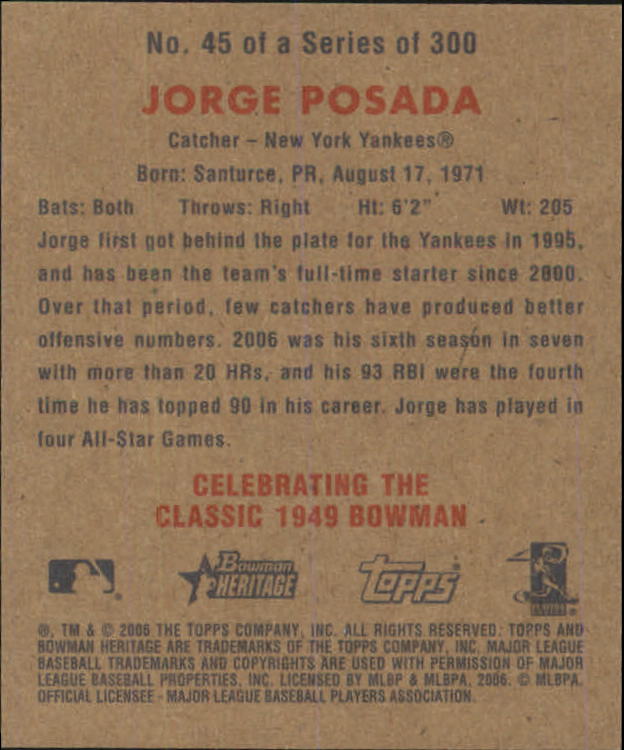 No. 45 of a Series of 300
JORGE POSADA
Catcher – New York Yankees®
Born: Santurce, PR, August 17, 1971
Bats: Both Throws: Right Ht: 6'2" Wt: 205
Jorge first got behind the plate for the Yankees in 1995,
and has been the team's full-time starter since 2000.
Over that period, few catchers have produced better
offensive numbers. 2006 was his sixth season in seven
with more than 20 HRs, and his 93 RBI were the fourth
time he has topped 90 in his career. Jorge has played in
four All-Star Games.
CELEBRATING THE
CLASSIC 1949 BOWMAN
Bowman
HERITAGE
topps®
PLAYERS
®, TM & © 2006 THE TOPPS COMPANY, INC. ALL RIGHTS RESERVED. TOPPS AND
BOWMAN HERITAGE ARE TRADEMARKS OF THE TOPPS COMPANY, INC. MAJOR LEAGUE
BASEBALL TRADEMARKS AND COPYRIGHTS ARE USED WITH PERMISSION OF MAJOR
LEAGUE BASEBALL PROPERTIES, INC. LICENSED BY MLBP & MLBPA, 2006. © MLBPA.
OFFICIAL LICENSEE - MAJOR LEAGUE BASEBALL PLAYERS ASSOCIATION.